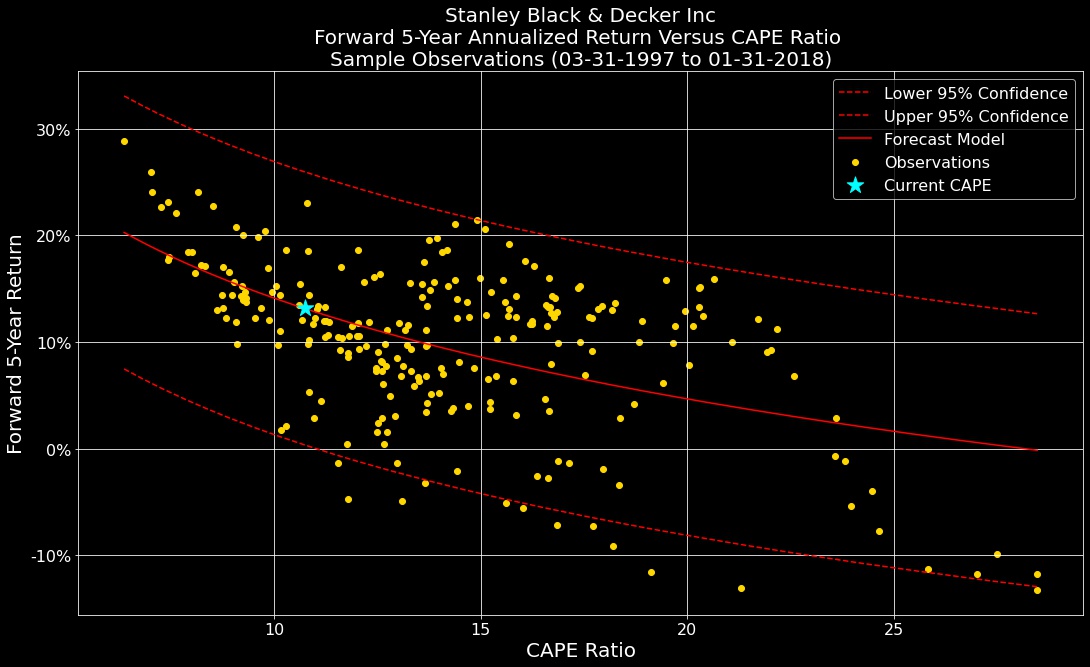 Stanley Black & Decker Inc
Forward 5-Year Annualized Return Versus CAPE Ratio
Sample Observations (03-31-1997 to 01-31-2018)
Lower 95% Confidence
Upper 95% Confidence
Forecast Model
Observations
Current CAPE
Forward 5-Year Return
30%
20%
10%
0%
-10%
10
15
20
25
CAPE Ratio